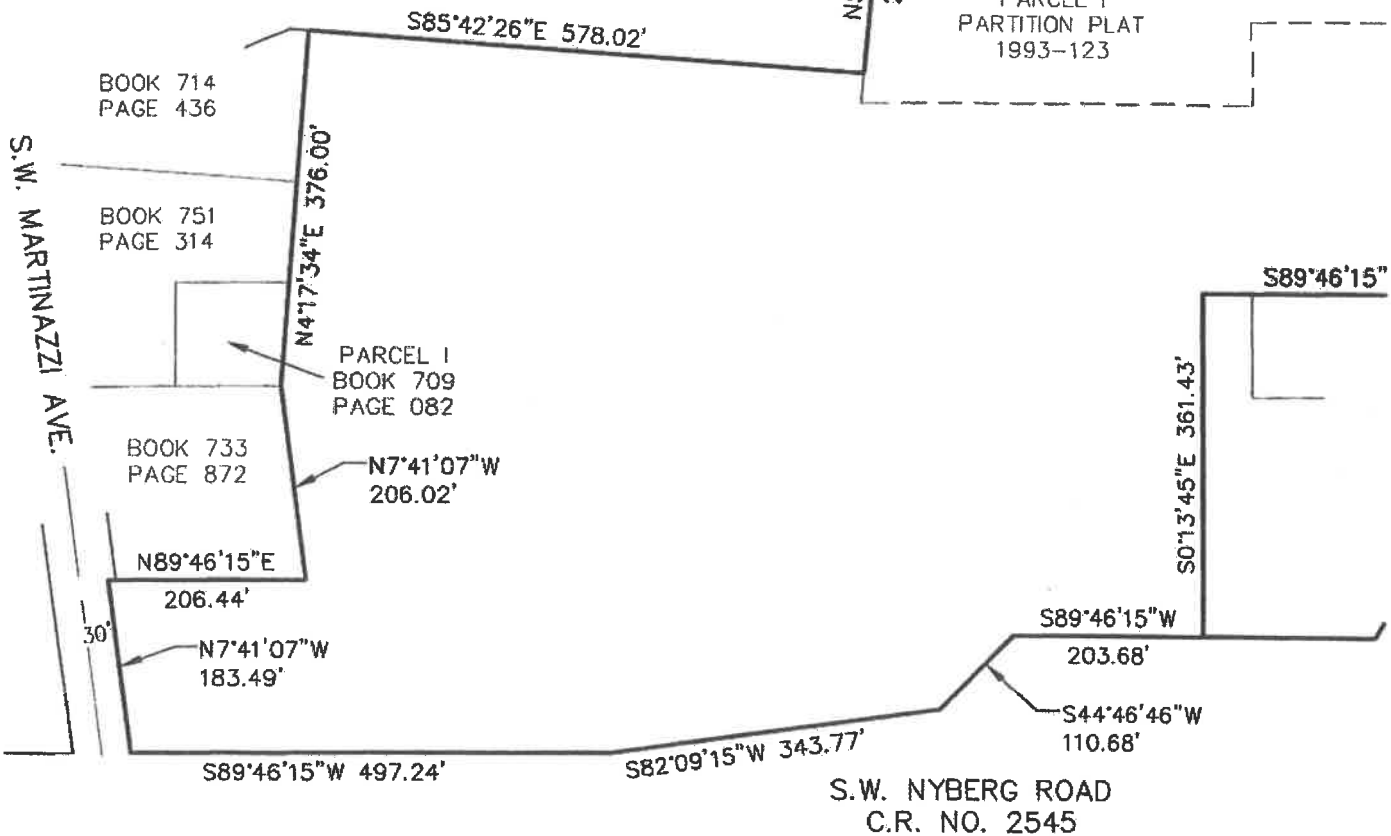 S85°42'26"E 578.02'
PARCEL I
PARTITION PLAT
1993-123
BOOK 714
PAGE 436
S.W. MARTINAZZI AVE.
N4°17'34"E 376.00'
BOOK 751
PAGE 314
S89°46'15"
PARCEL I
BOOK 709
PAGE 082
S0°13'45"E 361.43'
BOOK 733
PAGE 872
N7°41'07"W
206.02'
N89°46'15"E
206.44'
30'
N7°41'07"W
183.49'
S89°46'15"W
203.68'
S44°46'46"W
110.68'
S89°46'15"W 497.24'
S82°09'15"W 343.77'
S.W. NYBERG ROAD
C.R. NO. 2545